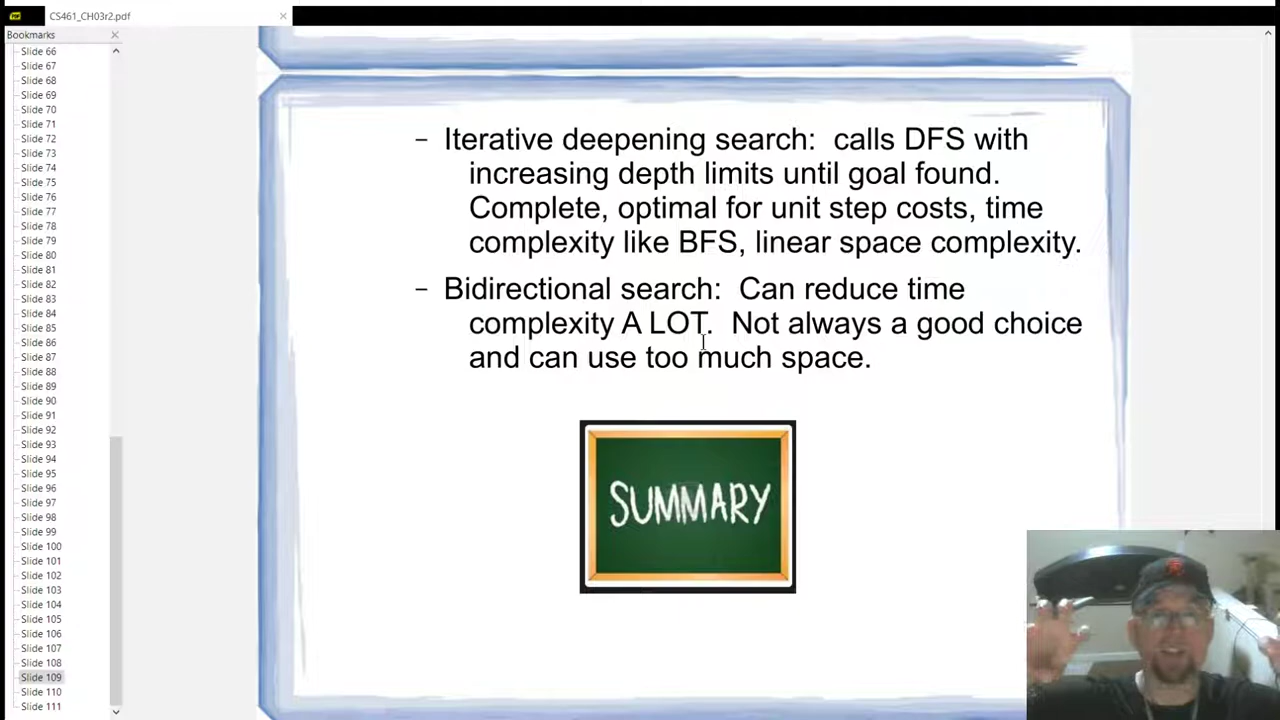 CS461_CH03r2.pdf
Bookmarks
Slide 66
Slide 67
Slide 68
Slide 69
Slide 70
Slide 71
Slide 72
Slide 73
Slide 74
Slide 75
Slide 76
Slide 77
Slide 78
Slide 79
Slide 80
Slide 81
Slide 82
Slide 83
Slide 84
Slide 85
Slide 86
Slide 87
Slide 88
Slide 89
Slide 90
Slide 91
Slide 92
Slide 93
Slide 94
Slide 95
Slide 96
Slide 97
Slide 98
Slide 99
Slide 100
Slide 101
Slide 102
Slide 103
Slide 104
Slide 105
Slide 106
Slide 107
Slide 108
Slide 109
Slide 110
Slide 111
– Iterative deepening search: calls DFS with
increasing depth limits until goal found.
Complete, optimal for unit step costs, time
complexity like BFS, linear space complexity.
– Bidirectional search: Can reduce time
complexity A LOT. Not always a good choice
and can use too much space.
SUMMARY